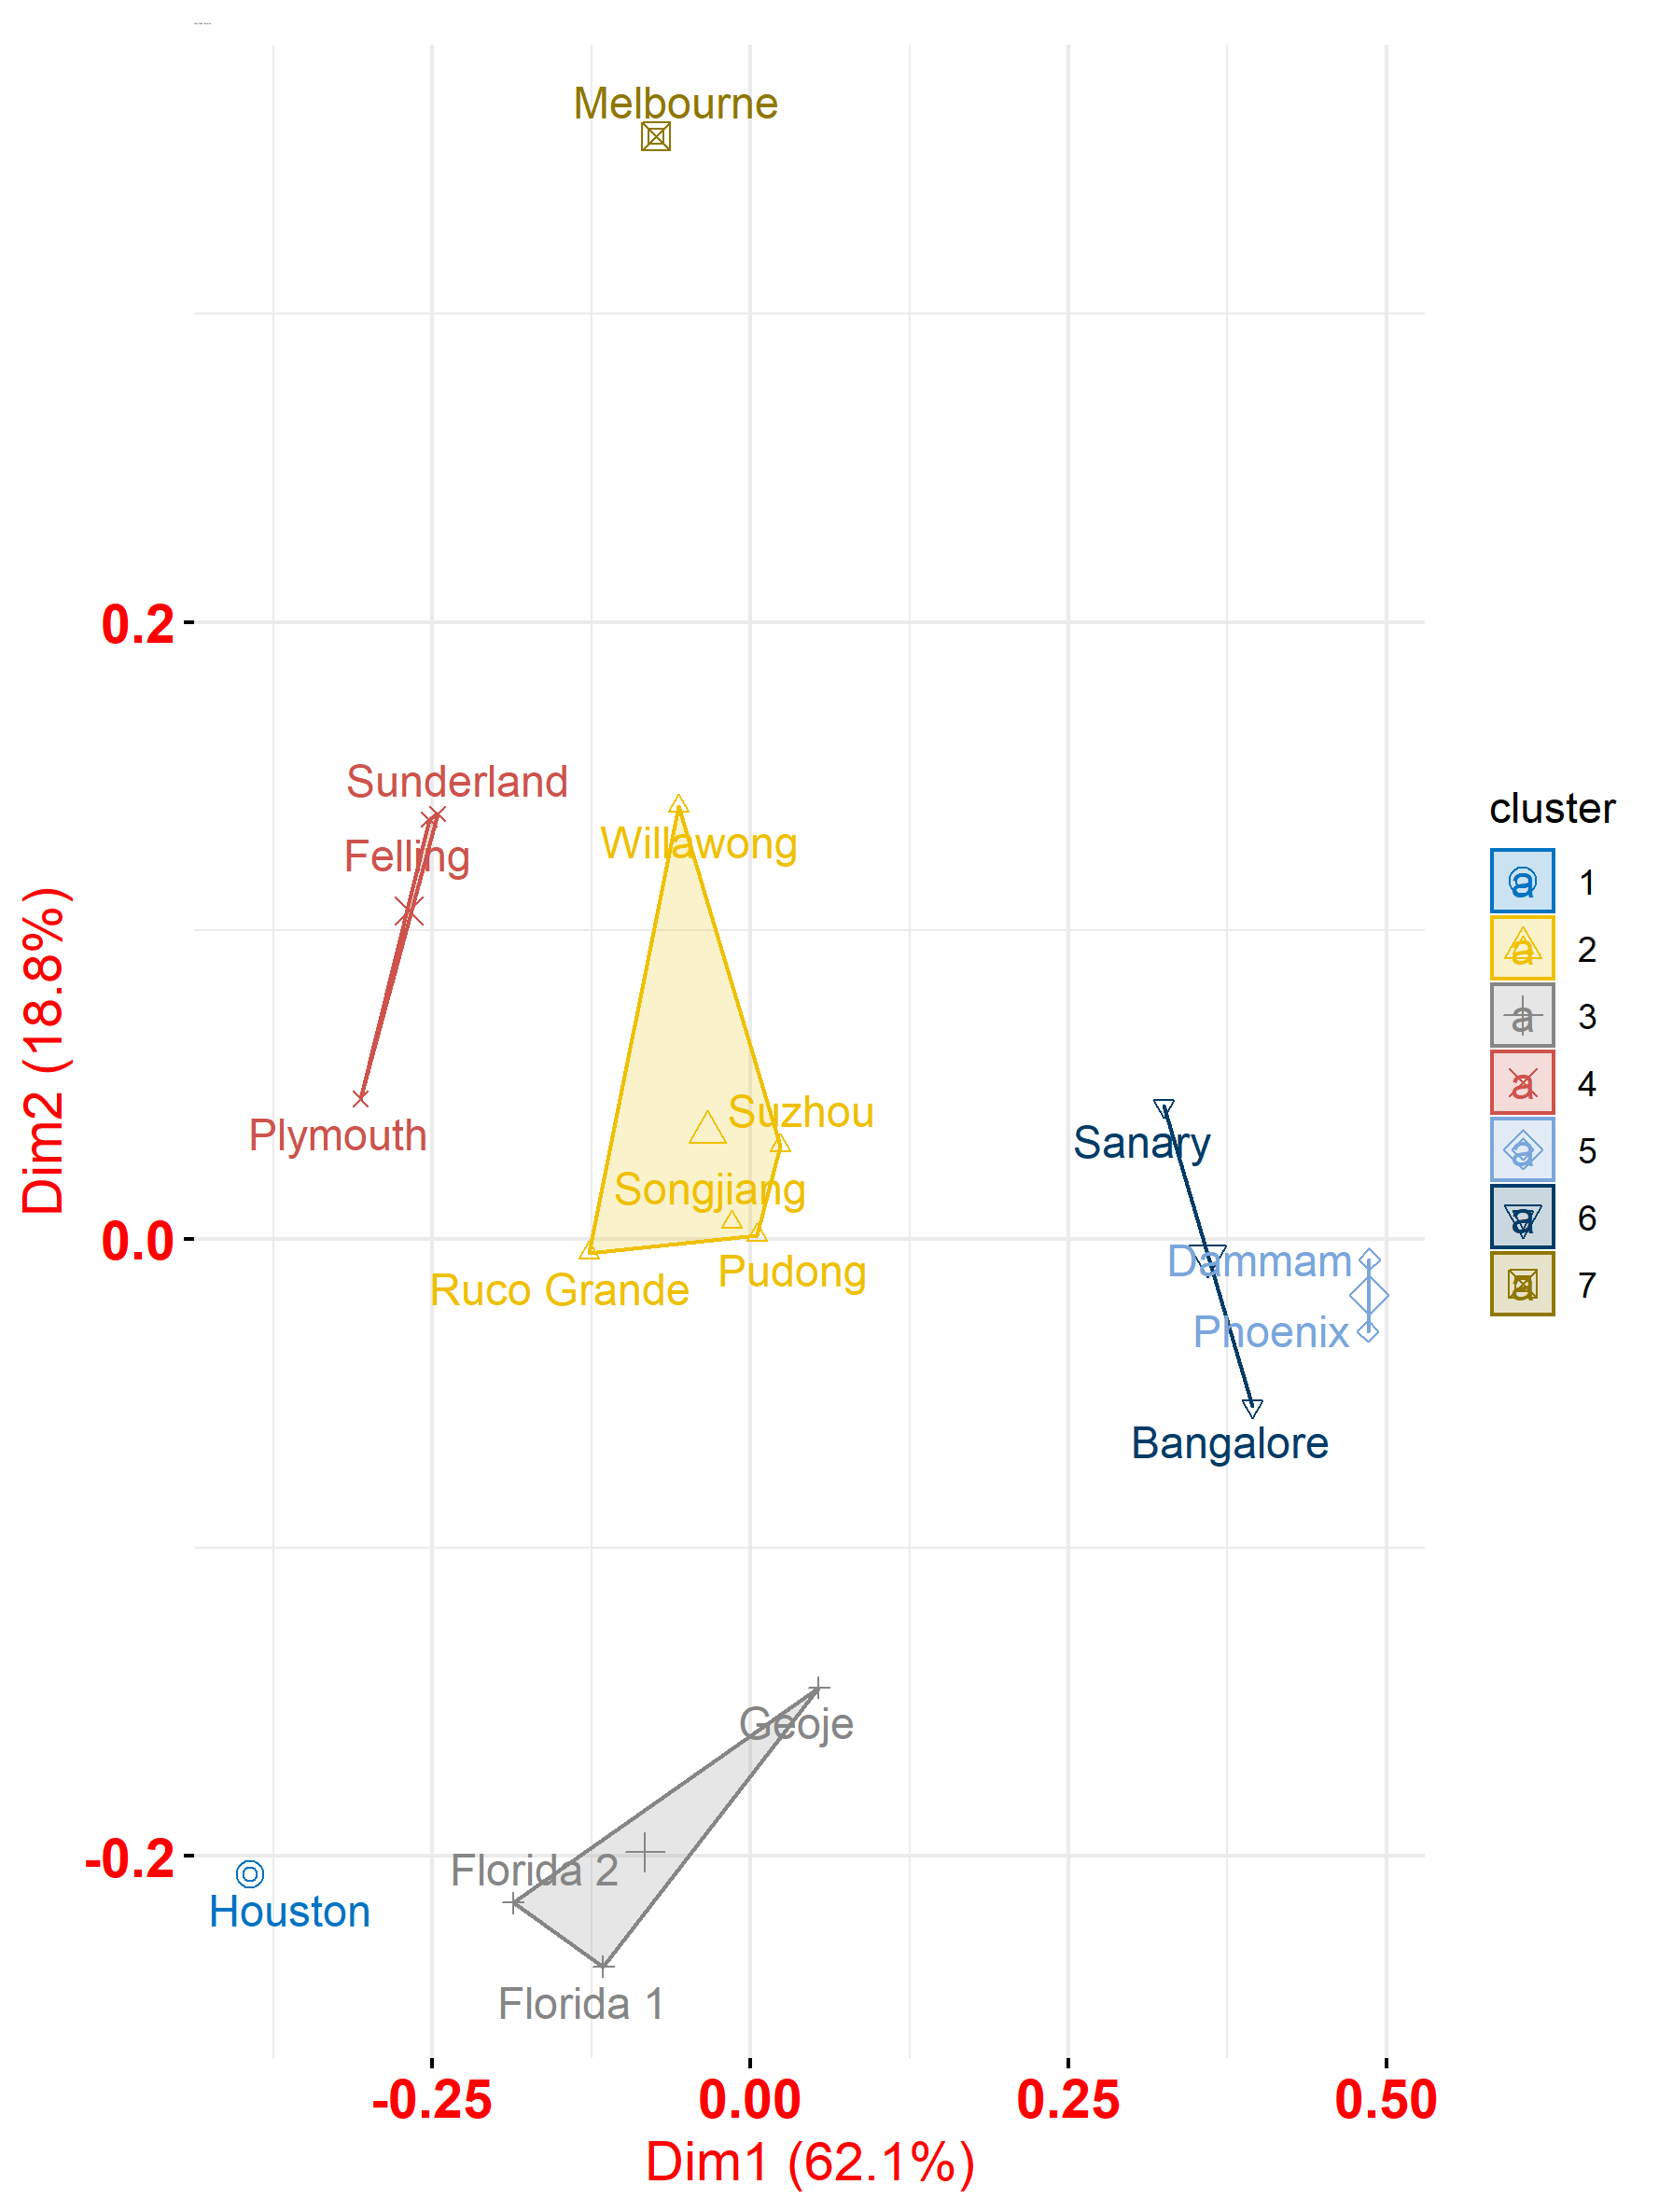 Melbourne
0.2
Sunderland
Willawong
Felling
Plymouth
Suzhou
Songjiang
Sanary
0.0
Ruco Grande
Pudong
Dammam
Phoenix
Bangalore
Geoje
-0.2
Florida 2
Houston
Florida 1
-0.25 0.00 0.25 0.50
Dim1 (62.1%)
Dim2 (18.8%)
cluster
a 1
a 2
a 3
a 4
a 5
a 6
a 7